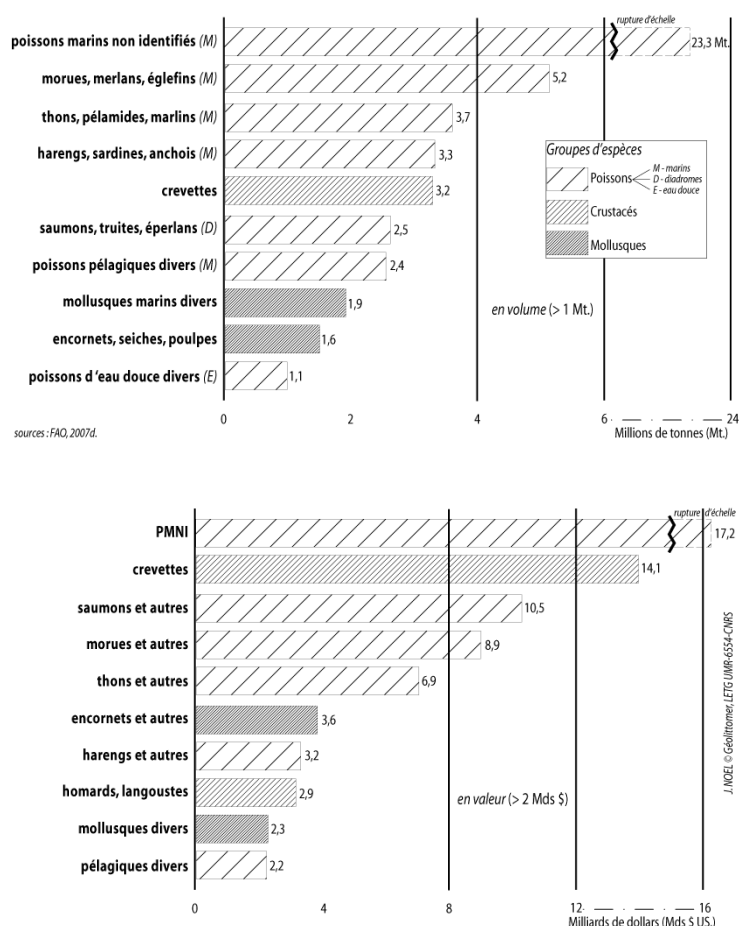 rupture d'échelle
poissons marins non identifiés (M)
23,3 Mt.
morues, merlans, églefins (M)
5,2
thons, pélamides, marlins (M)
3,7
harengs, sardines, anchois (M)
3,3
crevettes
3,2
saumons, truites, éperlans (D)
2,5
poissons pélagiques divers (M)
2,4
mollusques marins divers
1,9
encornets, seiches, poulpes
1,6
poissons d'eau douce divers (E)
1,1
Groupes d'espèces
Poissons
M - marins
D - diadromes
E - eau douce
Crustacés
Mollusques
en volume (> 1 Mt.)
0 2 4 6 24
Millions de tonnes (Mt.)
sources : FAO, 2007d.
rupture d'échelle
PMNI
17,2
crevettes
14,1
saumons et autres
10,5
morues et autres
8,9
thons et autres
6,9
encornets et autres
3,6
harengs et autres
3,2
homards, langoustes
2,9
mollusques divers
2,3
pélagiques divers
2,2
en valeur (> 2 Mds $)
0 4 8 12 16
Milliards de dollars (Mds $ US.)
J. NOEL © Géolittomer, LETG UMR-6554-CNRS